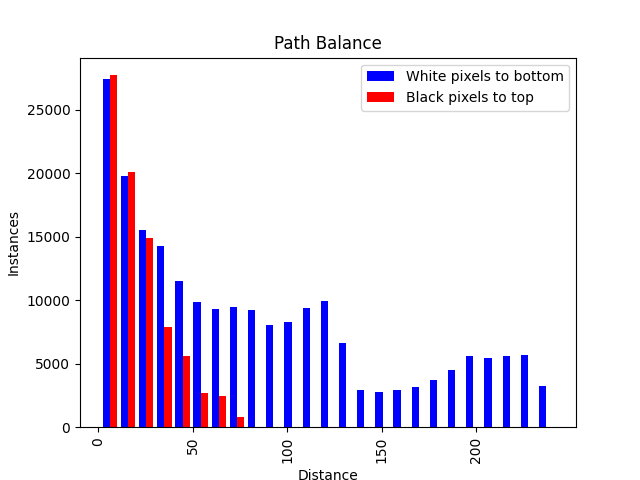 Path Balance
White pixels to bottom
Black pixels to top
Instances
25000
20000
15000
10000
5000
0
0
50
100
150
200
Distance